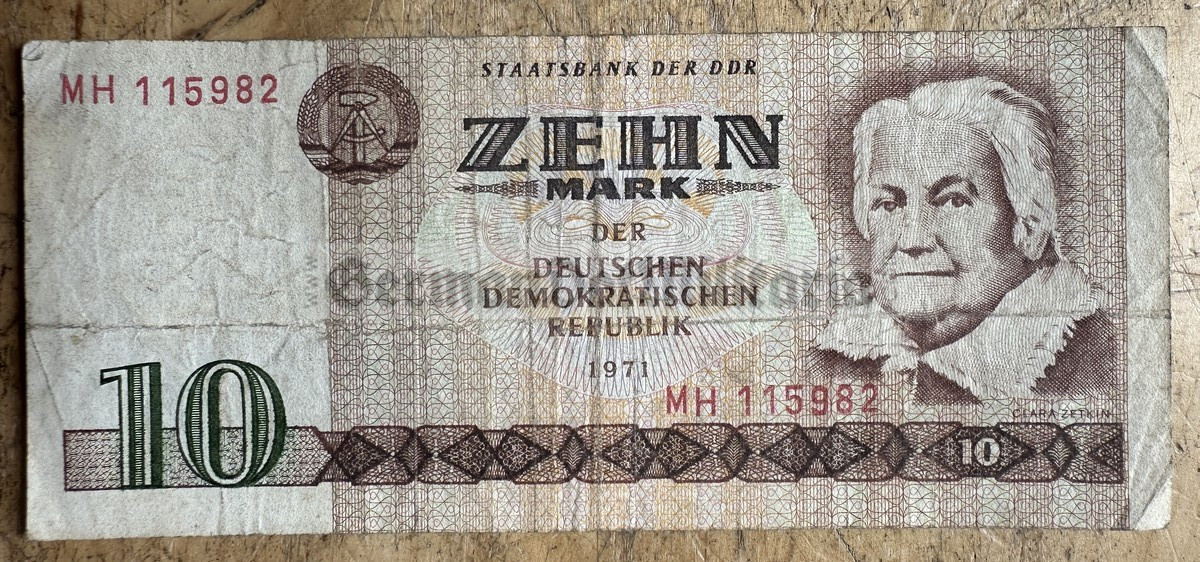 MH 115982
STAATSBANK DER DDR
ZEHN
MARK
DER
DEUTSCHEN
DEMOKRATISCHEN
REPUBLIK
1971
MH 115982
CLARA ZETKIN
10
10